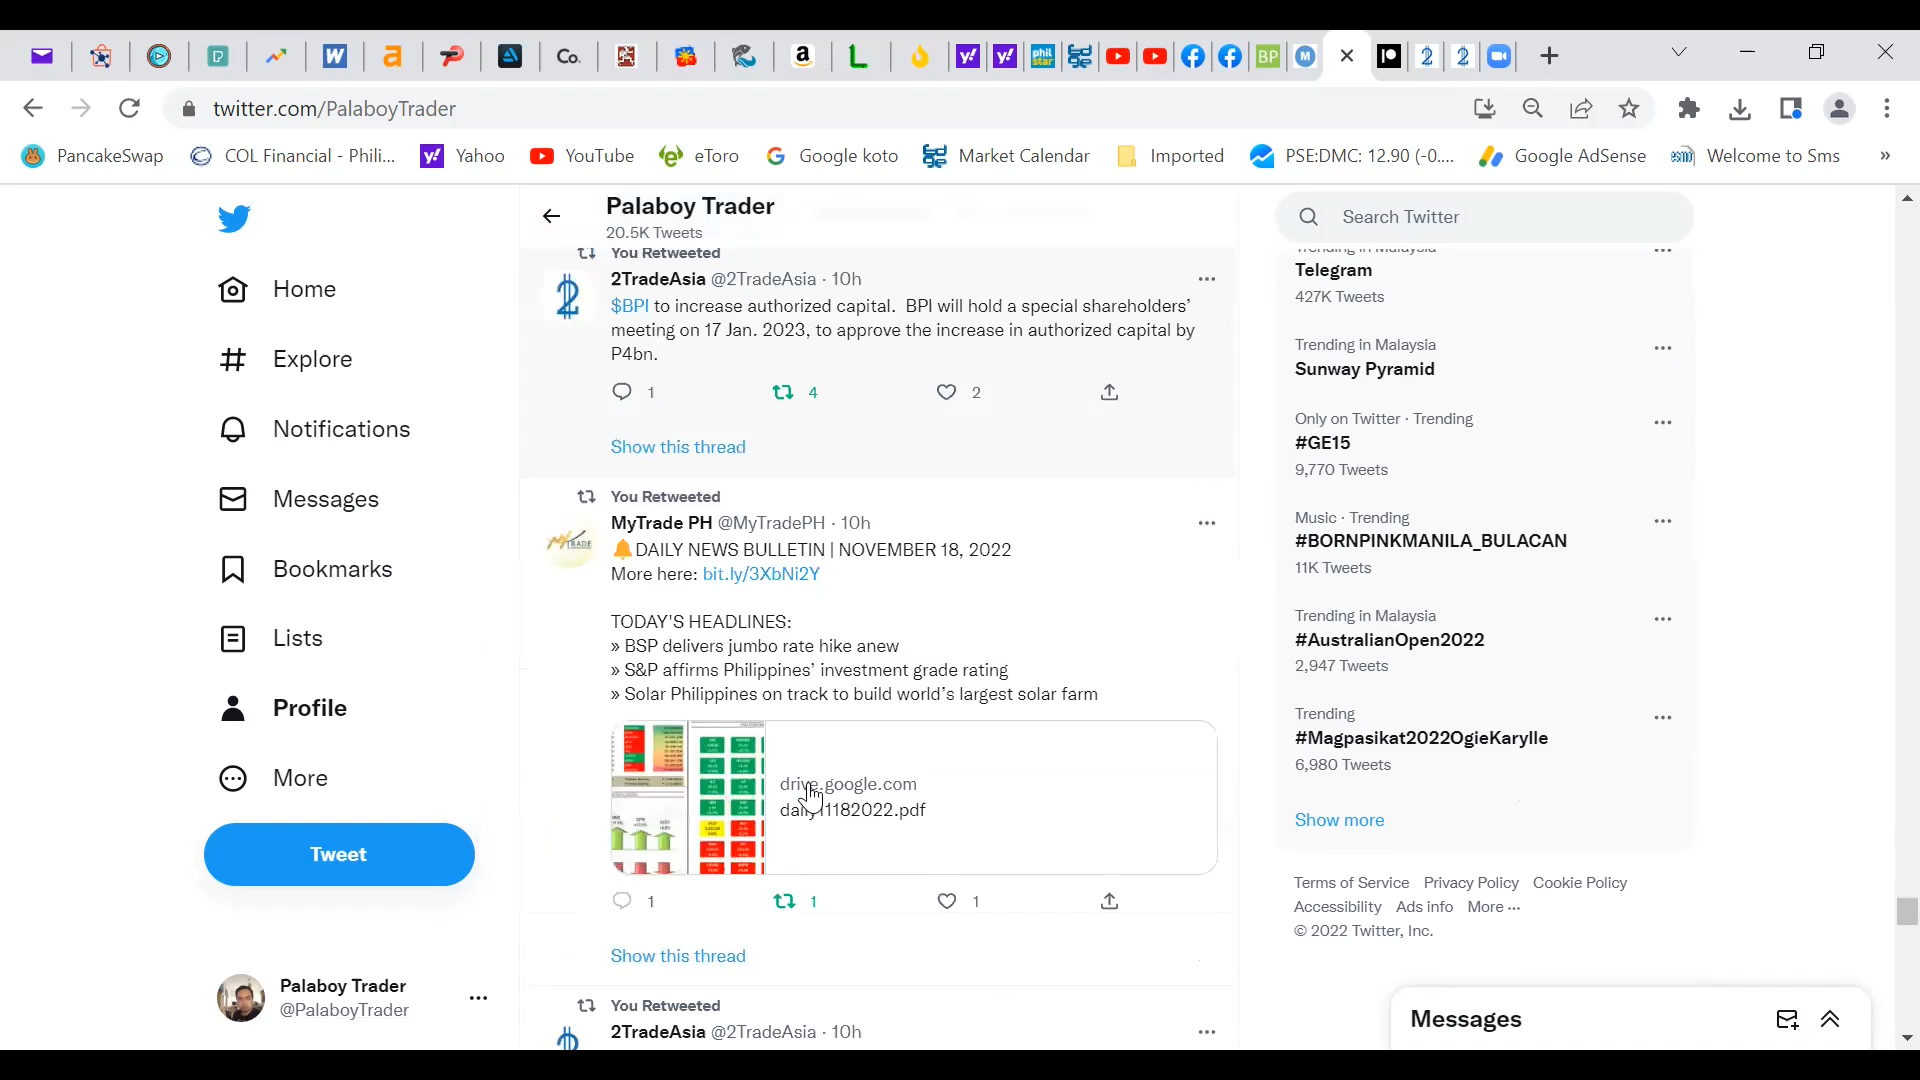 twitter.com/PalaboyTrader
PancakeSwap
COL Financial - Phili...
Yahoo
YouTube
eToro
Google koto
Market Calendar
Imported
PSE:DMC: 12.90 (-0....
Google AdSense
Welcome to Sms
»
Home
Explore
Notifications
Messages
Bookmarks
Lists
Profile
More
Tweet
Palaboy Trader
@PalaboyTrader
Palaboy Trader
20.5K Tweets
You Retweeted
2TradeAsia @2TradeAsia · 10h
$BPI to increase authorized capital. BPI will hold a special shareholders'
meeting on 17 Jan. 2023, to approve the increase in authorized capital by
P4bn.
1 4 2
Show this thread
You Retweeted
MyTrade PH @MyTradePH · 10h
🔔DAILY NEWS BULLETIN | NOVEMBER 18, 2022
More here: bit.ly/3XbNi2Y
TODAY'S HEADLINES:
» BSP delivers jumbo rate hike anew
» S&P affirms Philippines' investment grade rating
» Solar Philippines on track to build world's largest solar farm
drive.google.com
daily11182022.pdf
1 1 1
Show this thread
You Retweeted
2TradeAsia @2TradeAsia · 10h
Search Twitter
Trending in Malaysia
Telegram
427K Tweets
Trending in Malaysia
Sunway Pyramid
Only on Twitter · Trending
#GE15
9,770 Tweets
Music · Trending
#BORNPINKMANILA_BULACAN
11K Tweets
Trending in Malaysia
#AustralianOpen2022
2,947 Tweets
Trending
#Magpasikat2022OgieKarylle
6,980 Tweets
Show more
Terms of Service Privacy Policy Cookie Policy
Accessibility Ads info More ···
© 2022 Twitter, Inc.
Messages